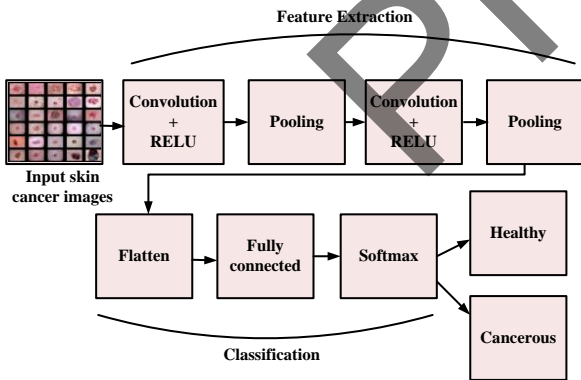 Feature Extraction
Convolution
+
RELU
Pooling
Convolution
+
RELU
Pooling
Input skin
cancer images
Flatten
Fully
connected
Softmax
Healthy
Cancerous
Classification